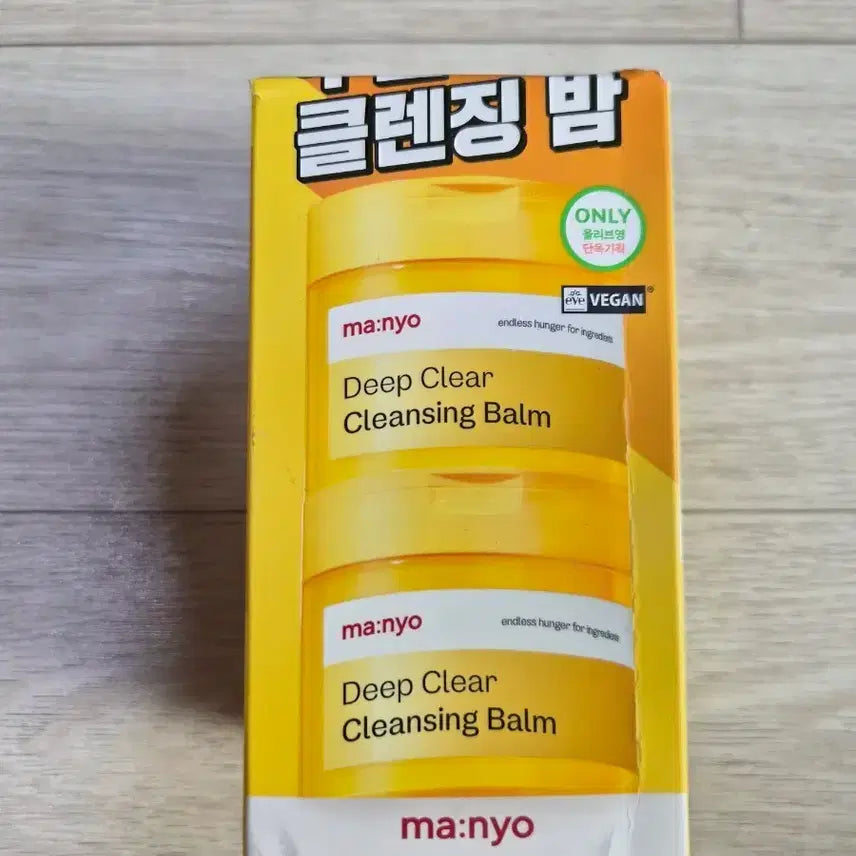 클렌징 밤
ONLY
올리브영
단독기획
eve VEGAN®
ma:nyo
endless hunger for ingredients
Deep Clear
Cleansing Balm
ma:nyo
endless hunger for ingredients
Deep Clear
Cleansing Balm
ma:nyo